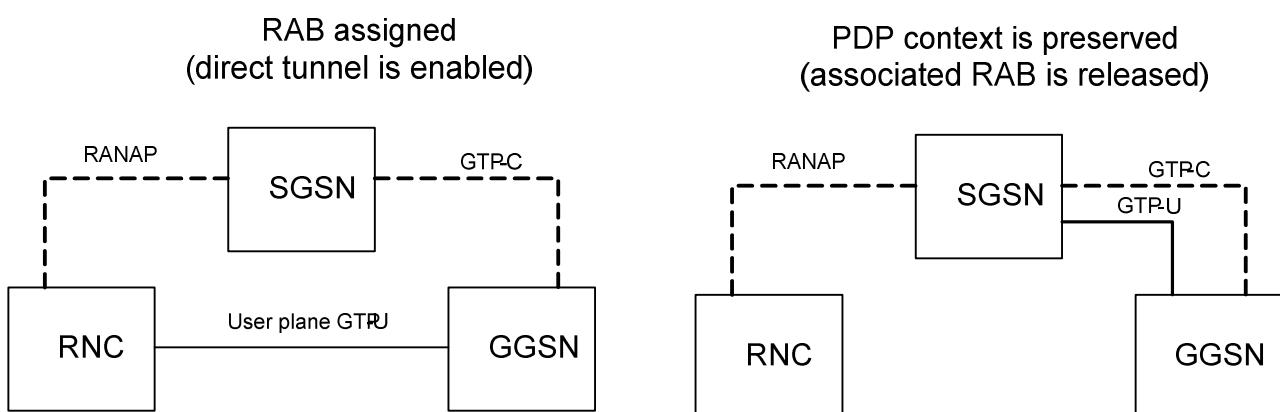 RAB assigned
(direct tunnel is enabled)
RANAP
GTP-C
SGSN
User plane GTP-U
RNC
GGSN
PDP context is preserved
(associated RAB is released)
RANAP
GTP-C
SGSN
GTP-U
RNC
GGSN